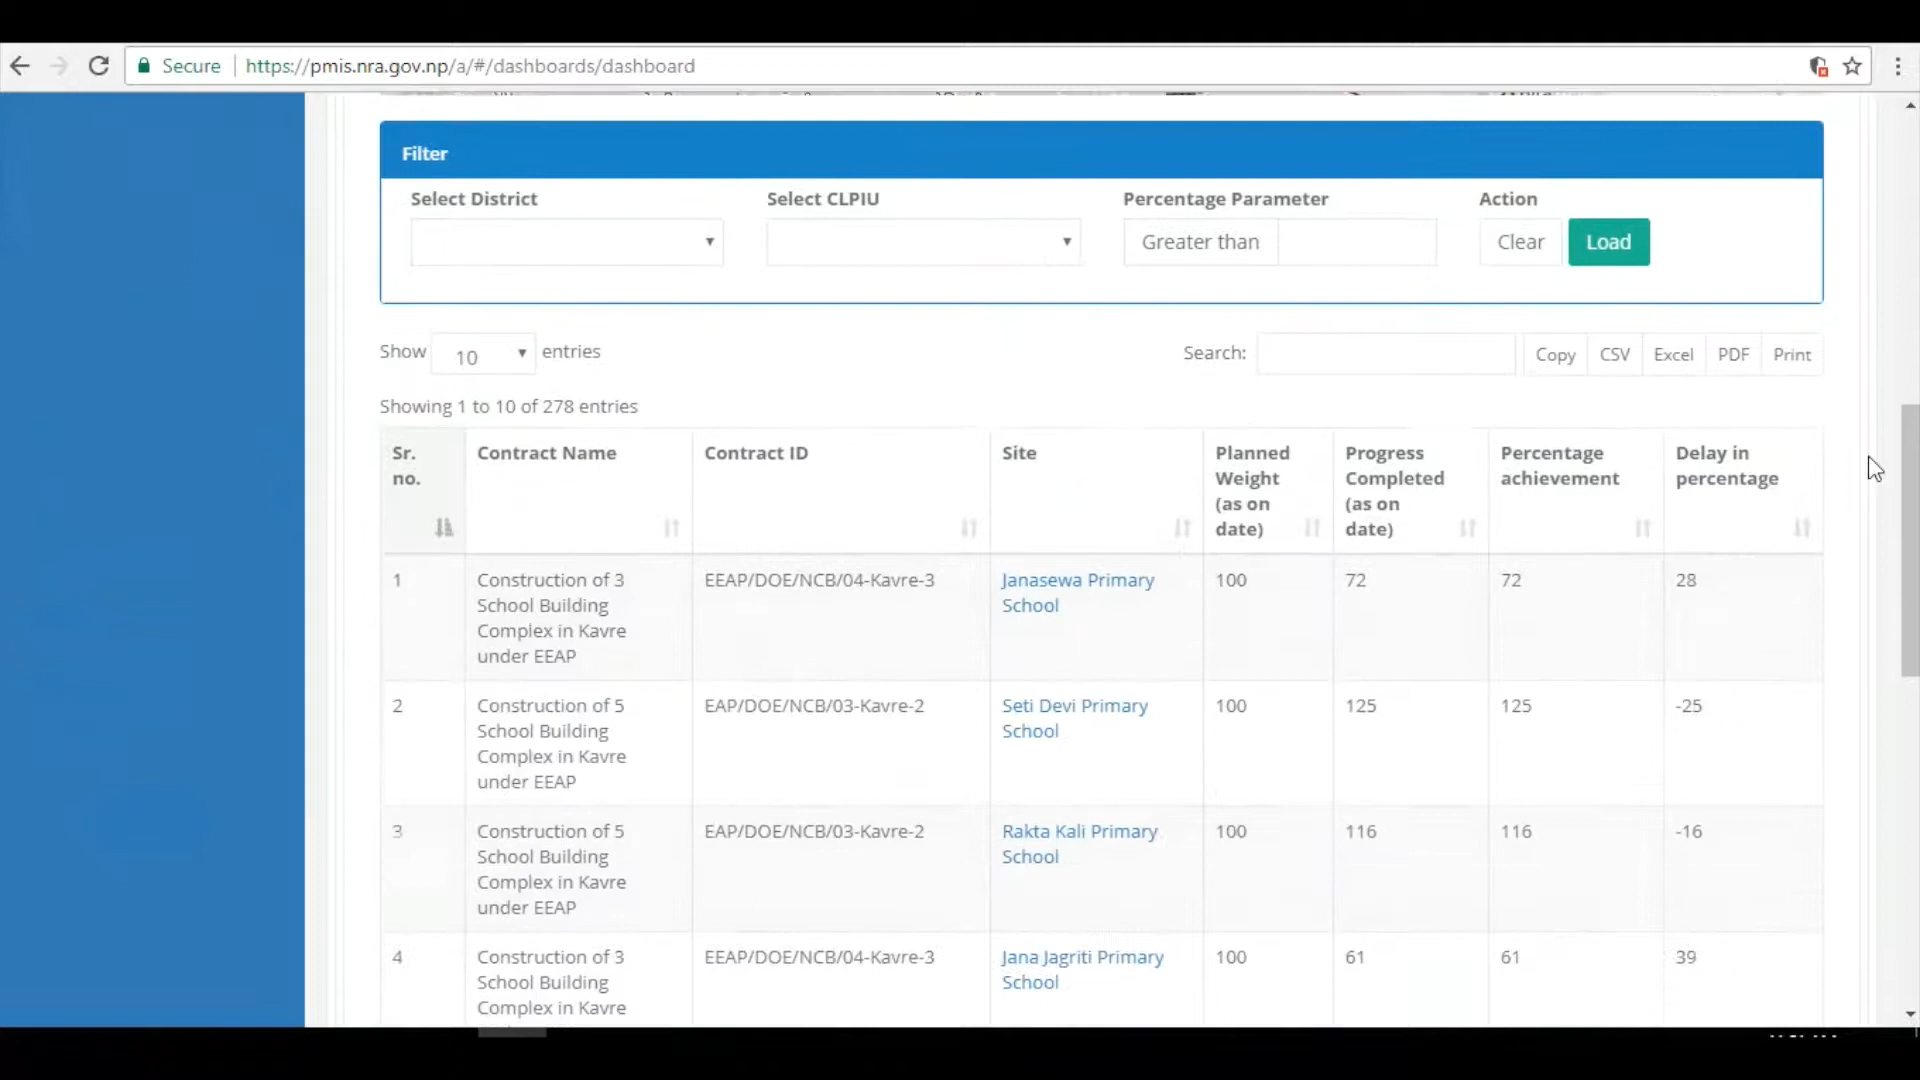 Secure https://pmis.nra.gov.np/a/#/dashboards/dashboard
Filter
Select District Select CLPIU Percentage Parameter Action
Greater than Clear Load
Show 10 entries Search: Copy CSV Excel PDF Print
Showing 1 to 10 of 278 entries
Sr. Contract Name Contract ID Site Planned Progress Percentage Delay in
no. Weight Completed achievement percentage
(as on (as on
date) date)
1 Construction of 3 EEAP/DOE/NCB/04-Kavre-3 Janasewa Primary 100 72 72 28
School Building School
Complex in Kavre
under EEAP
2 Construction of 5 EAP/DOE/NCB/03-Kavre-2 Seti Devi Primary 100 125 125 -25
School Building School
Complex in Kavre
under EEAP
3 Construction of 5 EAP/DOE/NCB/03-Kavre-2 Rakta Kali Primary 100 116 116 -16
School Building School
Complex in Kavre
under EEAP
4 Construction of 3 EEAP/DOE/NCB/04-Kavre-3 Jana Jagriti Primary 100 61 61 39
School Building School
Complex in Kavre